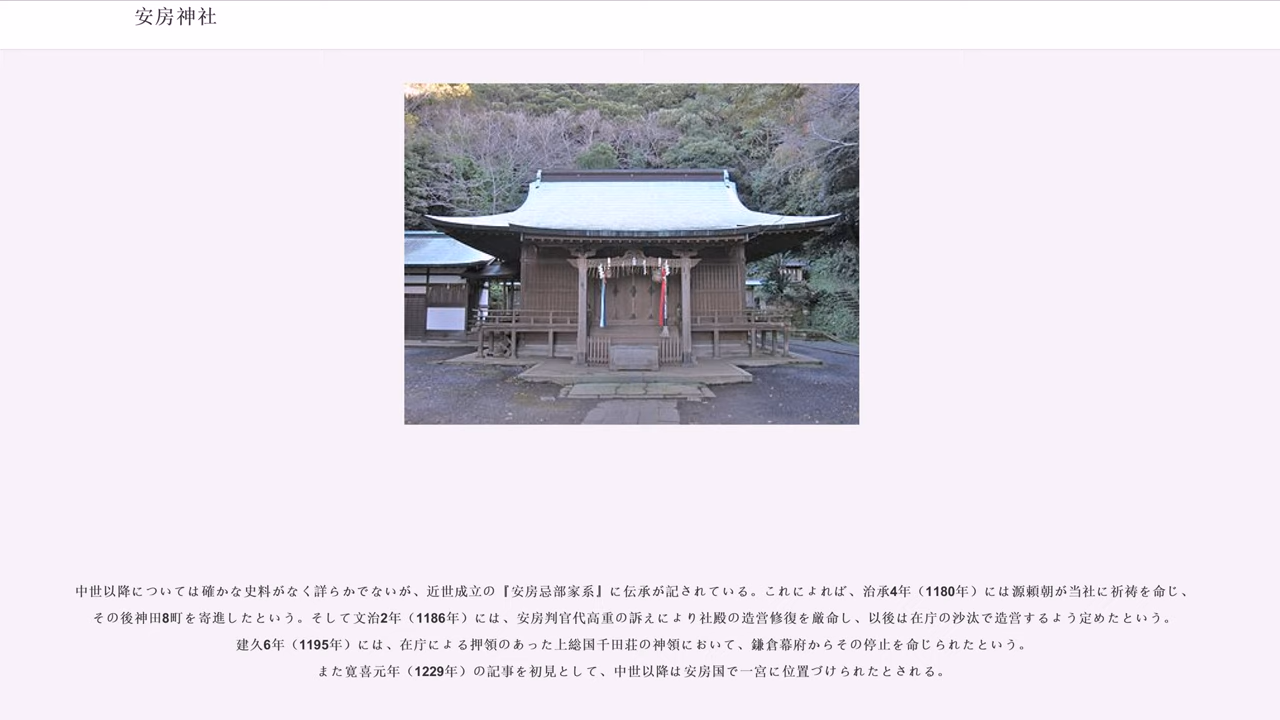 安房神社
中世以降については確かな史料がなく詳らかでないが、近世成立の『安房忌部家系』に伝承が記されている。これによれば、治承4年（1180年）には源頼朝が当社に祈祷を命じ、
その後神田8町を寄進したという。そして文治2年（1186年）には、安房判官代高重の訴えにより社殿の造営修復を厳命し、以後は在庁の沙汰で造営するよう定めたという。
建久6年（1195年）には、在庁による押領のあった上総国千田荘の神領において、鎌倉幕府からその停止を命じられたという。
また寛喜元年（1229年）の記事を初見として、中世以降は安房国で一宮に位置づけられたとされる。